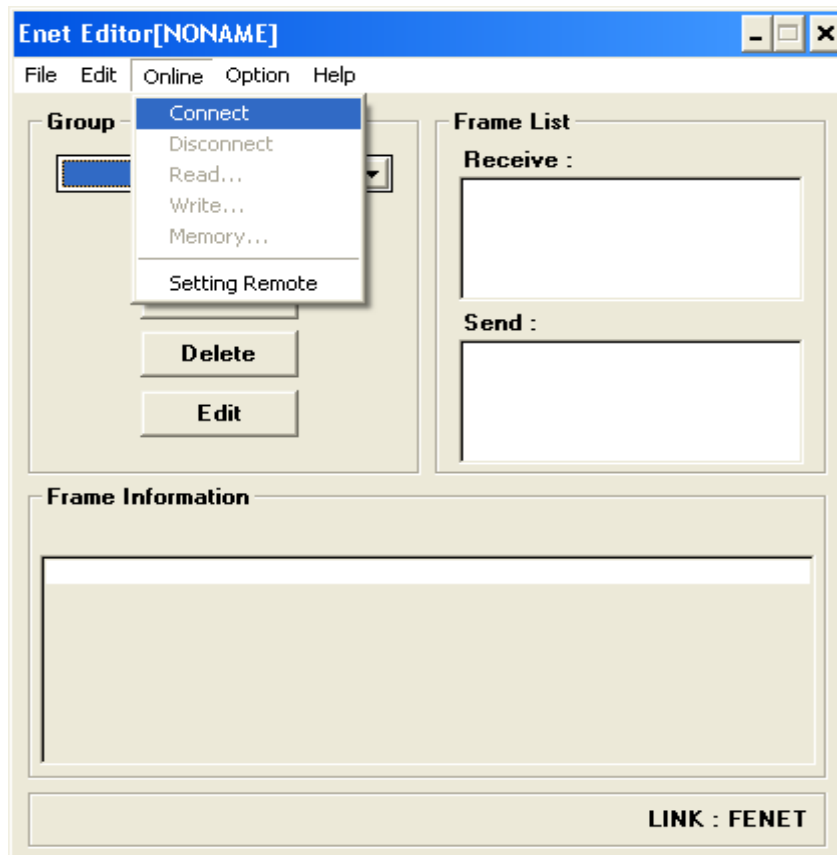 Enet Editor[NONAME]
File Edit Online Option Help
Group
Connect
Disconnect
Read...
Write...
Memory...
Setting Remote
Delete
Edit
Frame List
Receive :
Send :
Frame Information
LINK : FENET